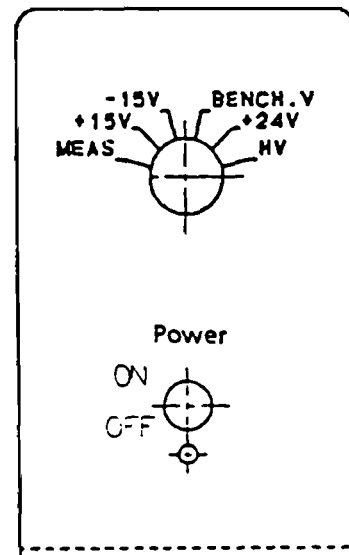 -15V BENCH.V
+15V +24V
MEAS HV
Power
ON
OFF